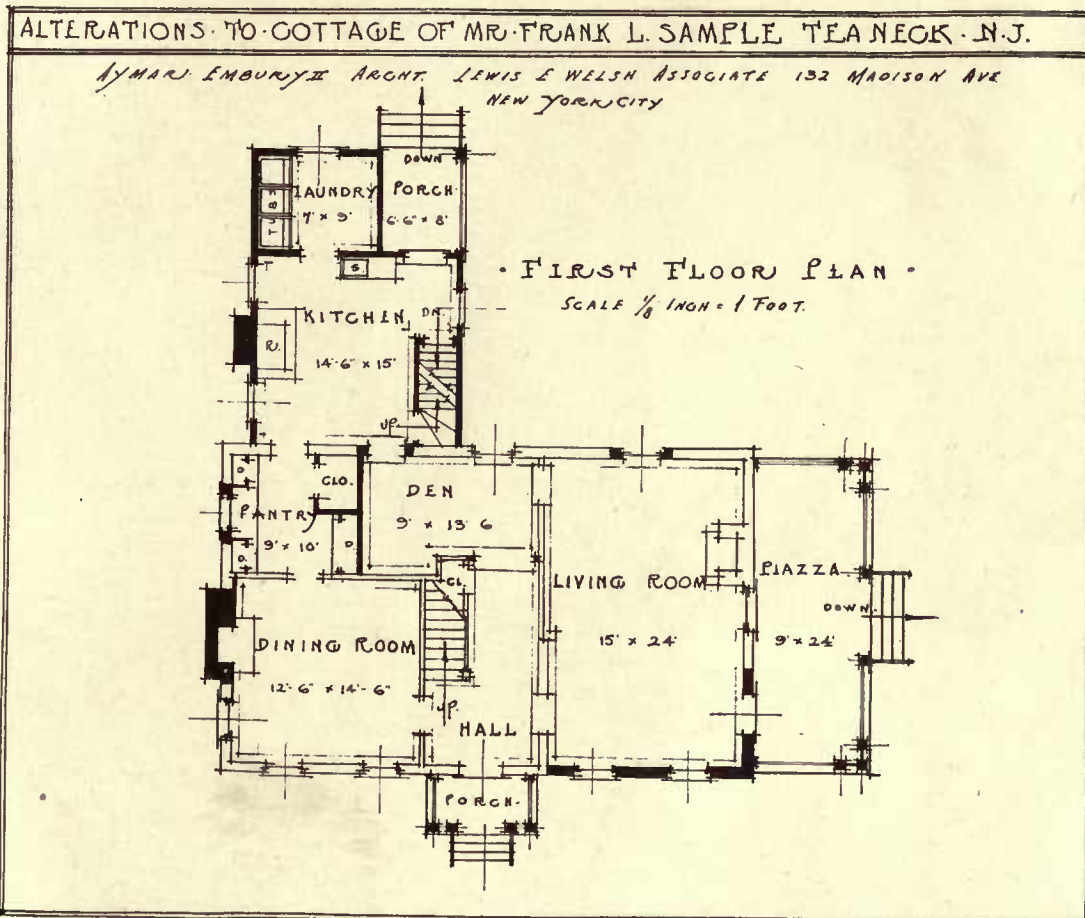 ALTERATIONS·TO·COTTAGE OF MR·FRANK L. SAMPLE TEANECK·N.J.
AYMAR EMBURY II ARCHT. LEWIS E WELSH ASSOCIATE 132 MADISON AVE
NEW YORK CITY
DOWN
LAUNDRY
7' × 9'
TUBS
PORCH
6'-6" × 8'
· FIRST FLOOR PLAN ·
SCALE 1/8 INCH = 1 FOOT.
S.
KITCHEN
14'-6" × 15'
R.
DN.
UP.
D.
CLO.
PANTRY
9' × 10'
D.
D.
DEN
9' × 13'6
CL.
LIVING ROOM
15' × 24'
PIAZZA
9' × 24'
DOWN.
DINING ROOM
12'-6" × 14'-6"
UP.
HALL
PORCH.